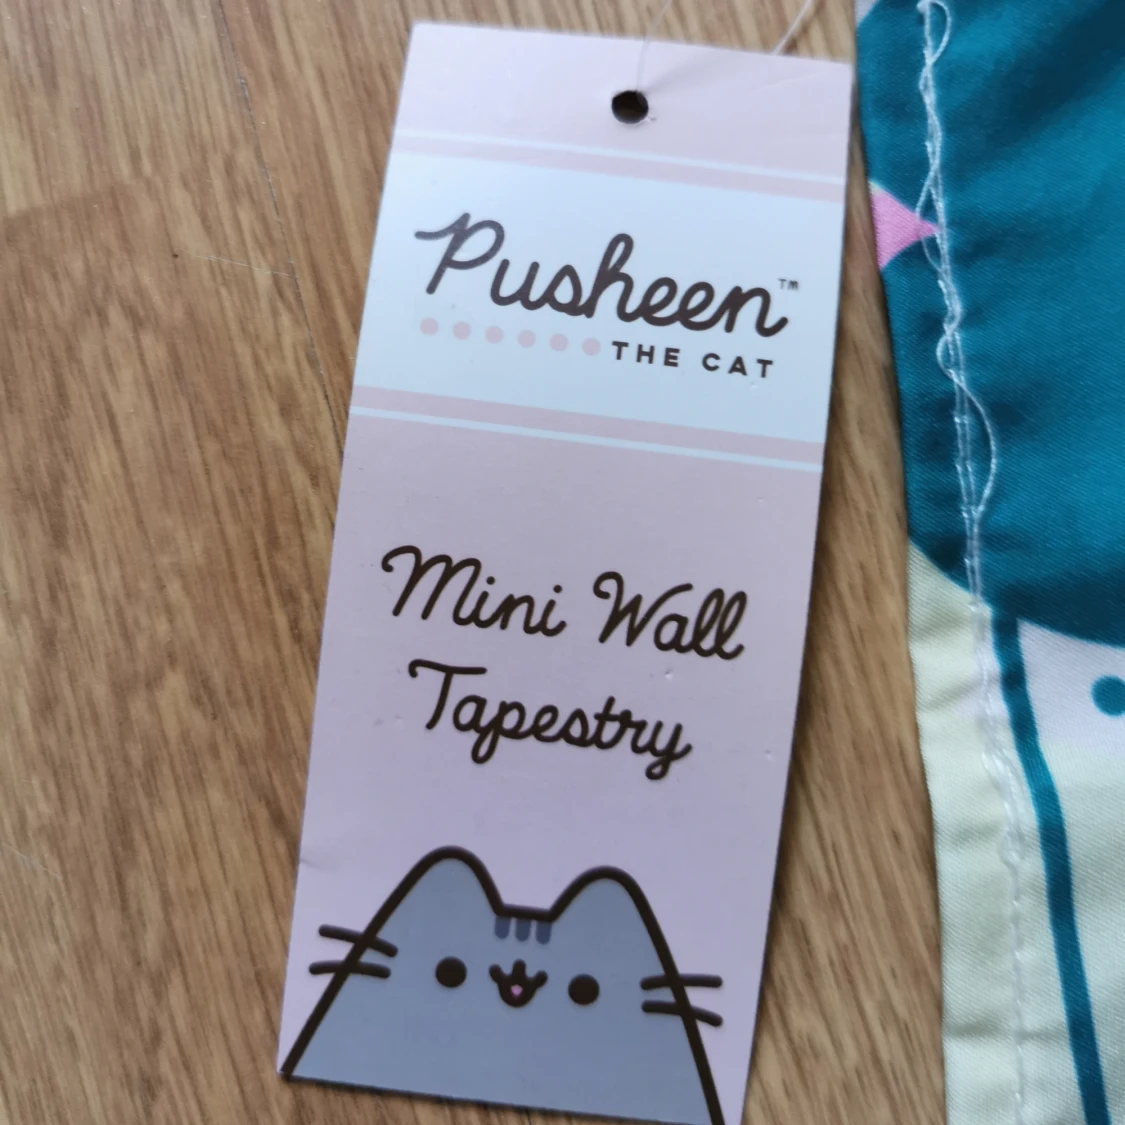 Pusheen™
THE CAT
Mini Wall
Tapestry